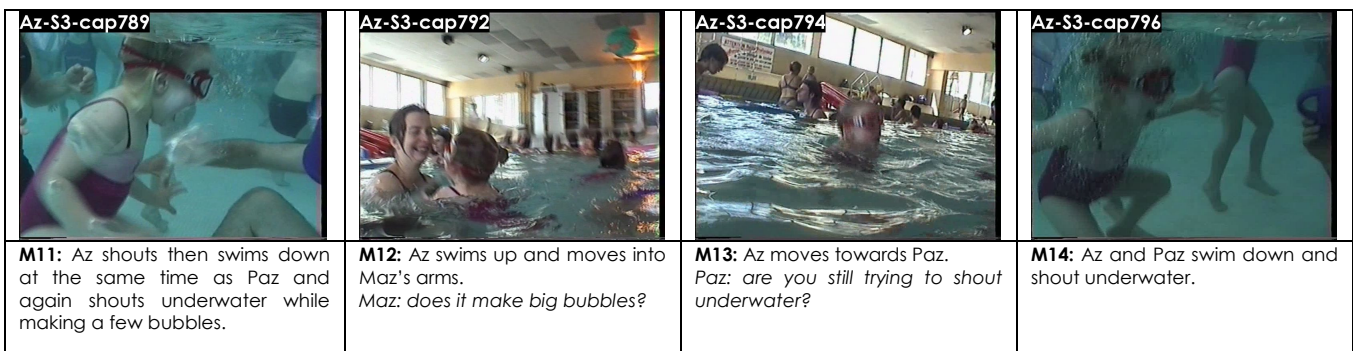 Az-S3-cap789
Az-S3-cap792
Az-S3-cap794
Az-S3-cap796
M11: Az shouts then swims down
at the same time as Paz and
again shouts underwater while
making a few bubbles.
M12: Az swims up and moves into
Maz's arms.
Maz: does it make big bubbles?
M13: Az moves towards Paz.
Paz: are you still trying to shout
underwater?
M14: Az and Paz swim down and
shout underwater.